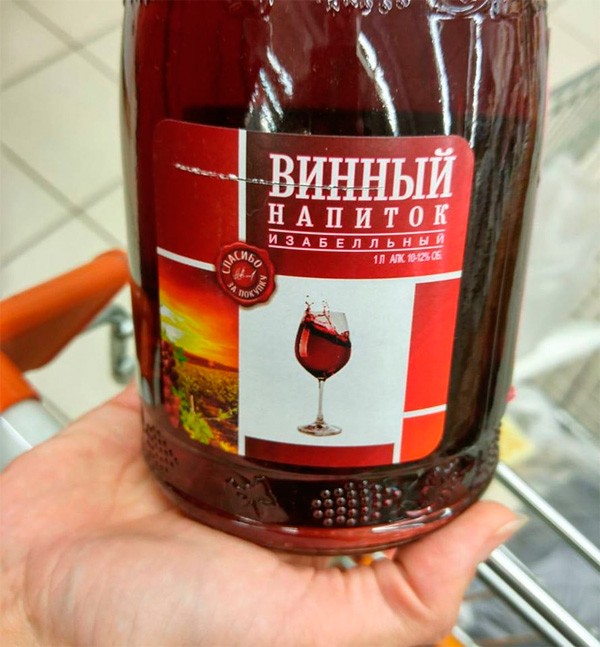 ВИННЫЙ
НАПИТОК
ИЗАБЕЛЛЬНЫЙ
1 Л АЛК. 10-12% ОБ.
СПАСИБО
ЗА ПОКУПКУ